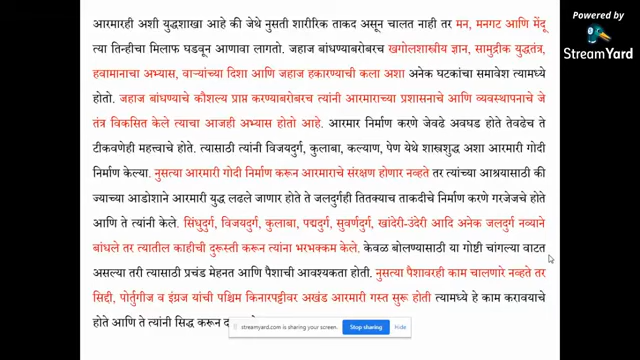 आरमारही अशी युद्धशाखा आहे की जेथे नुसती शारीरिक ताकद असून चालत नाही तर मन, मनगट आणि मेंदू
त्या तिन्हीचा मिलाफ घडवून आणावा लागतो. जहाज बांधण्याबरोबरच खगोलशास्त्रीय ज्ञान, सामुद्रीक युद्धतंत्र,
हवामानाचा अभ्यास, वाऱ्यांच्या दिशा आणि जहाज हकारण्याची कला अशा अनेक घटकांचा समावेश त्यामध्ये
होतो. जहाज बांधण्याचे कौशल्य प्राप्त करण्याबरोबरच त्यांनी आरमाराच्या प्रशासनाचे आणि व्यवस्थापनाचे जे
तंत्र विकसित केले त्याचा आजही अभ्यास होतो आहे. आरमार निर्माण करणे जेवढे अवघड होते तेवढेच ते
टीकवणेही महत्त्वाचे होते. त्यासाठी त्यांनी विजयदुर्ग, कुलाबा, कल्याण, पेण येथे शास्त्रशुद्ध अशा आरमारी गोदी
निर्माण केल्या. नुसत्या आरमारी गोदी निर्माण करून आरमाराचे संरक्षण होणार नव्हते तर त्यांच्या आश्रयासाठी की
ज्याच्या आडोशाने आरमारी युद्ध लढले जाणार होते ते जलदुर्गही तितक्याच ताकदीचे निर्माण करणे गरजेचे होते
आणि ते त्यांनी केले. सिंधुदुर्ग, विजयदुर्ग, कुलाबा, पद्मदुर्ग, सुवर्णदुर्ग, खांदेरी-उंदेरी आदि अनेक जलदुर्ग नव्याने
बांधले तर त्यातील काहीची दुरूस्ती करून त्यांना भरभक्कम केले. केवळ बोलण्यासाठी या गोष्टी चांगल्या वाटत
असल्या तरी त्यासाठी प्रचंड मेहनत आणि पैशाची आवश्यकता होती. नुसत्या पैशावरही काम चालणारे नव्हते तर
सिद्दी, पोर्तुगीज व इंग्रज यांची पश्चिम किनारपट्टीवर अखंड आरमारी गस्त सुरू होती त्यामध्ये हे काम करावयाचे
होते आणि ते त्यांनी सिद्ध करून
streamyard.com is sharing your screen. Stop sharing Hide
Powered by
StreamYard